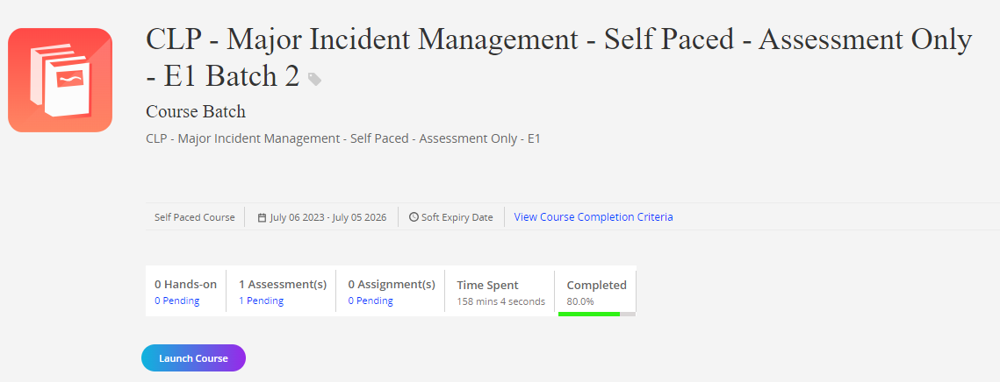 CLP - Major Incident Management - Self Paced - Assessment Only
- E1 Batch 2
Course Batch
CLP - Major Incident Management - Self Paced - Assessment Only - E1
Self Paced Course July 06 2023 - July 05 2026 Soft Expiry Date View Course Completion Criteria
0 Hands-on 1 Assessment(s) 0 Assignment(s) Time Spent Completed
0 Pending 1 Pending 0 Pending 158 mins 4 seconds 80.0%
Launch Course